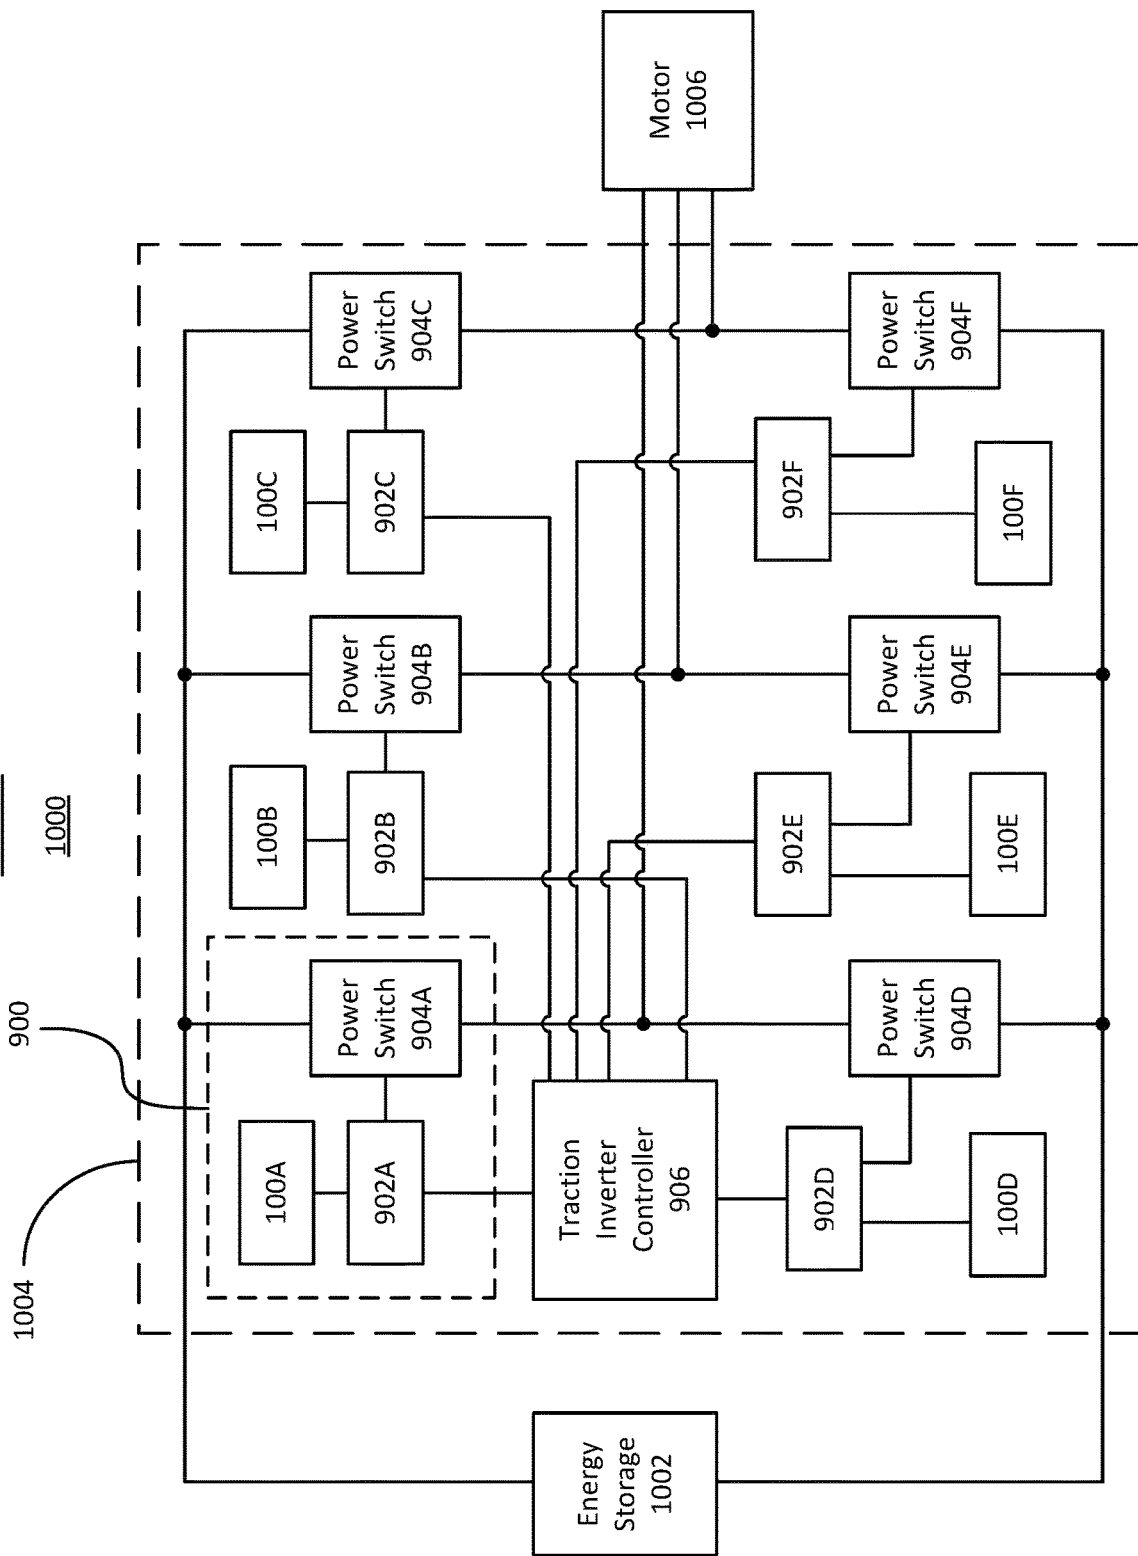 1000
1004
900
100A
902A
Power
Switch
904A
100B
902B
Power
Switch
904B
100C
902C
Power
Switch
904C
Energy
Storage
1002
Traction
Inverter
Controller
906
Motor
1006
902D
100D
Power
Switch
904D
902E
100E
Power
Switch
904E
902F
100F
Power
Switch
904F